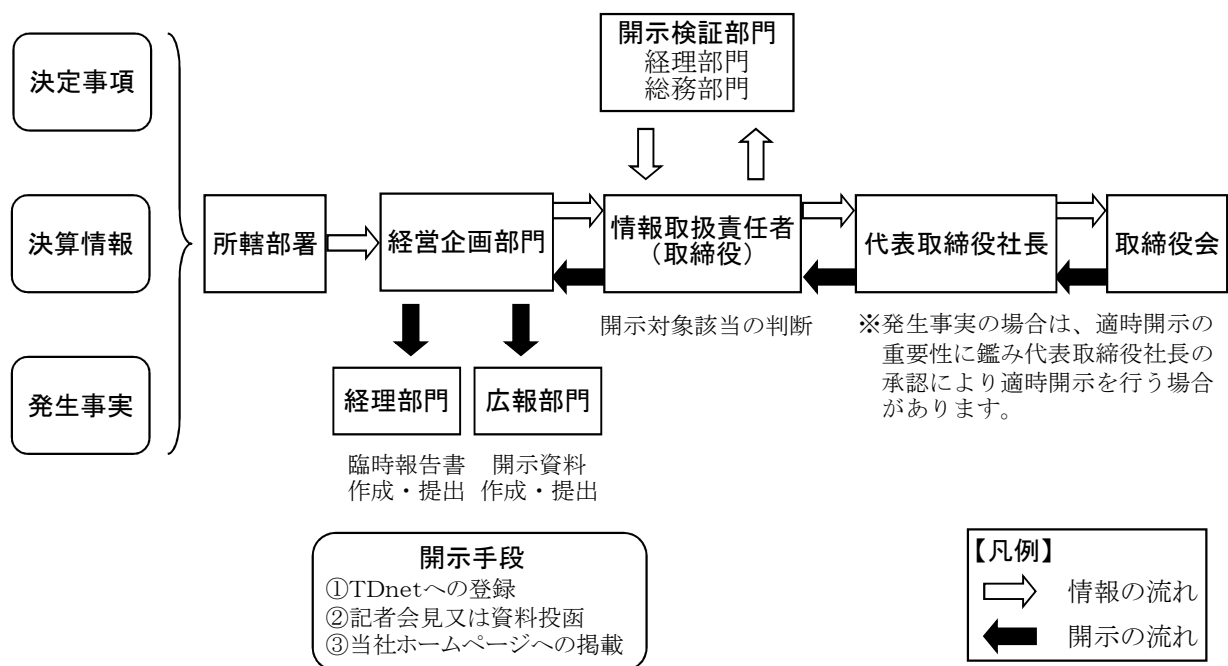 開示検証部門
経理部門
総務部門
決定事項
決算情報
発生事実
所轄部署
経営企画部門
情報取扱責任者
（取締役）
代表取締役社長
取締役会
開示対象該当の判断
※発生事実の場合は、適時開示の
重要性に鑑み代表取締役社長の
承認により適時開示を行う場合
があります。
経理部門
広報部門
臨時報告書
作成・提出
開示資料
作成・提出
開示手段
①TDnetへの登録
②記者会見又は資料投函
③当社ホームページへの掲載
【凡例】
情報の流れ
開示の流れ